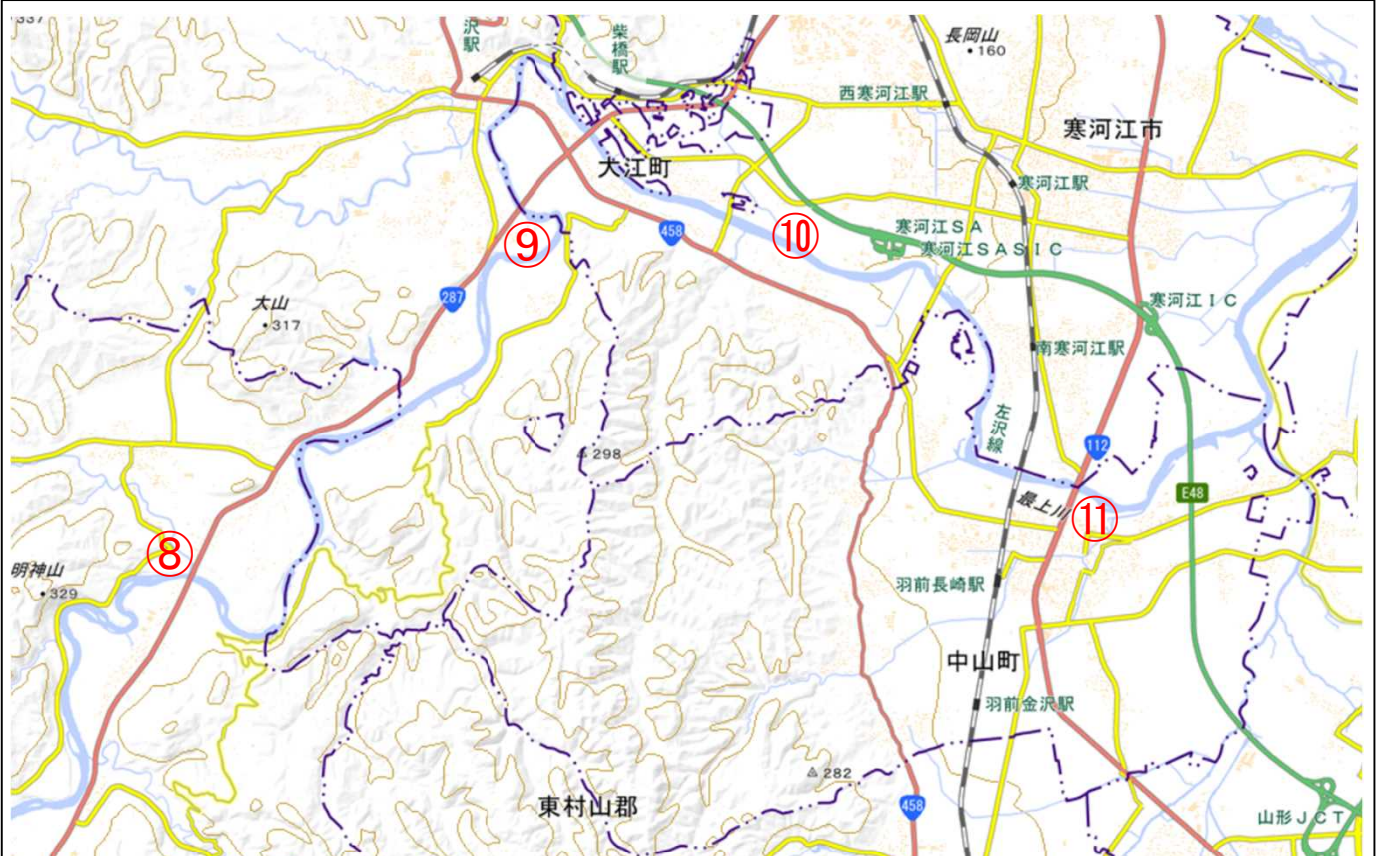 337
沢駅
柴橋駅
長岡山
・160
西寒河江駅
寒河江市
大江町
寒河江駅
458
⑩
寒河江SA
寒河江SASIC
⑨
287
大山
・317
寒河江IC
南寒河江駅
左沢線
298
112
最上川
⑪
E48
⑧
明神山
・329
羽前長崎駅
中山町
羽前金沢駅
282
東村山郡
458
山形JCT